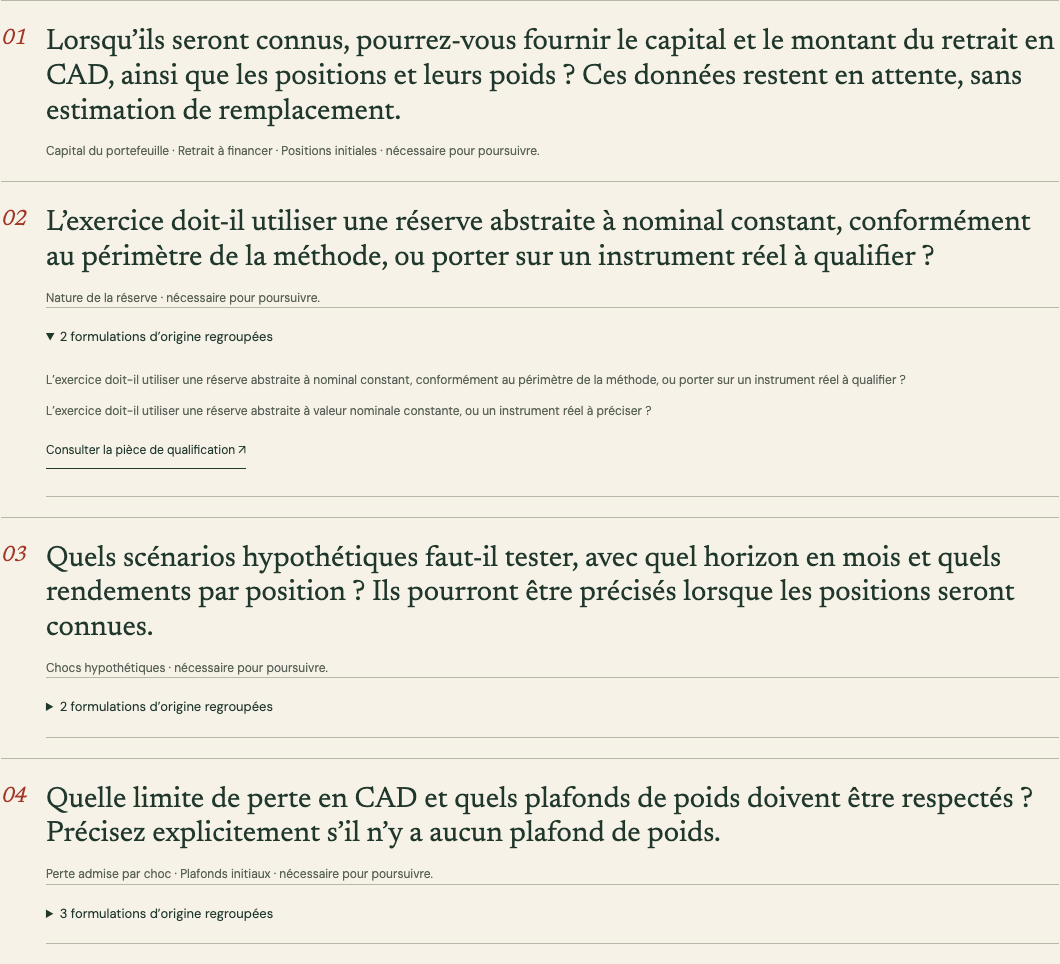 01
Lorsqu’ils seront connus, pourrez-vous fournir le capital et le montant du retrait en
CAD, ainsi que les positions et leurs poids ? Ces données restent en attente, sans
estimation de remplacement.
Capital du portefeuille · Retrait à financer · Positions initiales · nécessaire pour poursuivre.
02
L’exercice doit-il utiliser une réserve abstraite à nominal constant, conformément
au périmètre de la méthode, ou porter sur un instrument réel à qualifier ?
Nature de la réserve · nécessaire pour poursuivre.
▼ 2 formulations d’origine regroupées
L’exercice doit-il utiliser une réserve abstraite à nominal constant, conformément au périmètre de la méthode, ou porter sur un instrument réel à qualifier ?
L’exercice doit-il utiliser une réserve abstraite à valeur nominale constante, ou un instrument réel à préciser ?
Consulter la pièce de qualification ↗
03
Quels scénarios hypothétiques faut-il tester, avec quel horizon en mois et quels
rendements par position ? Ils pourront être précisés lorsque les positions seront
connues.
Chocs hypothétiques · nécessaire pour poursuivre.
▶ 2 formulations d’origine regroupées
04
Quelle limite de perte en CAD et quels plafonds de poids doivent être respectés ?
Précisez explicitement s’il n’y a aucun plafond de poids.
Perte admise par choc · Plafonds initiaux · nécessaire pour poursuivre.
▶ 3 formulations d’origine regroupées